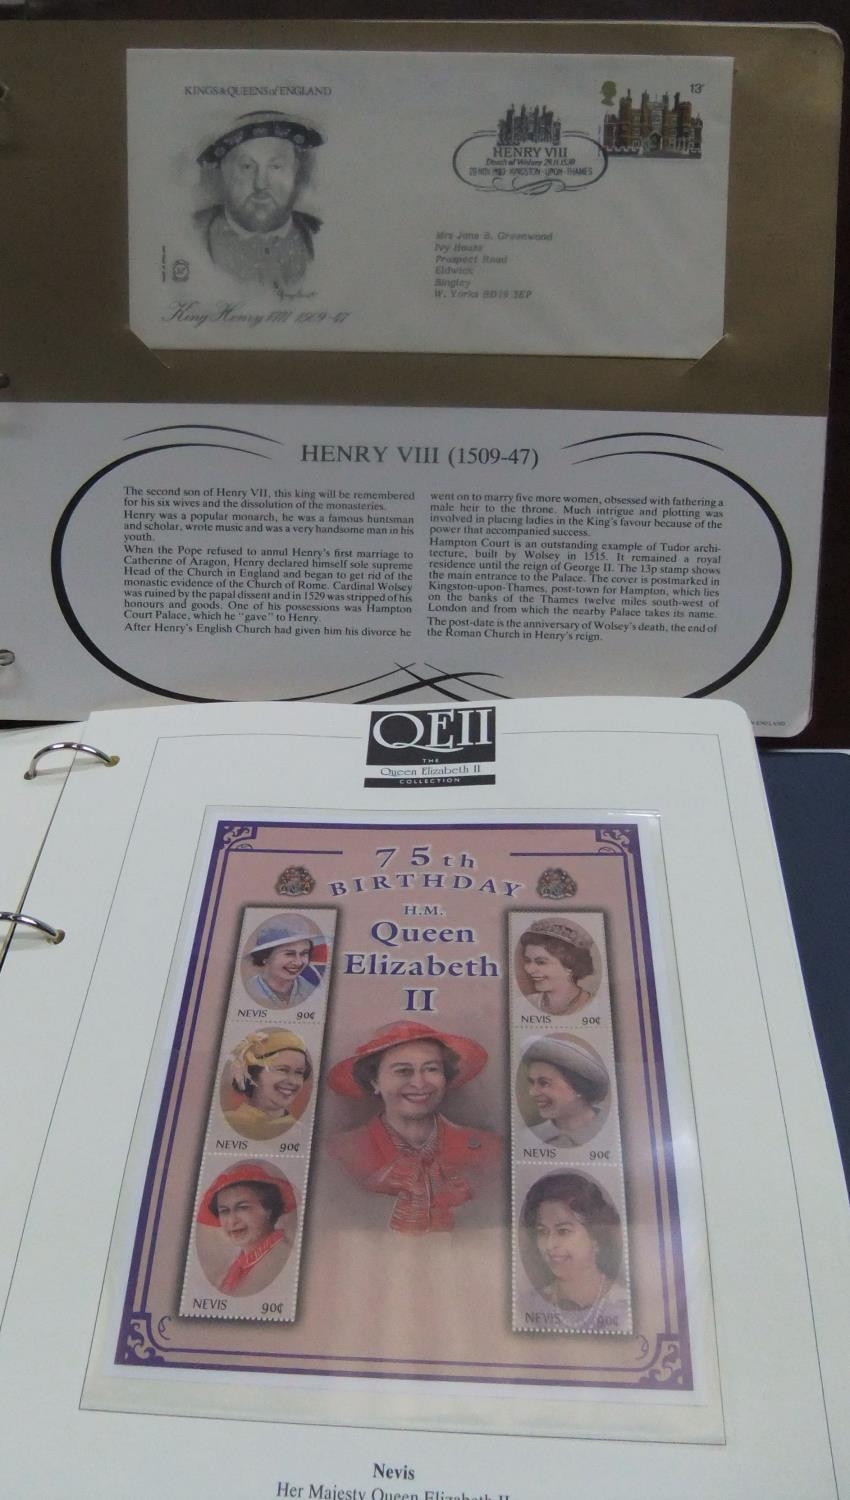 KINGS & QUEENS of ENGLAND
13p
HENRY VIII
Death of Wolsey 29.11.1530
KINGSTON-UPON-THAMES
Mrs Jane B. Greenwood
Ivy House
Prospect Road
Eldwick
Bingley
W. Yorks BD16 3EP
King Henry VIII 1509-47
HENRY VIII (1509-47)
The second son of Henry VII, this king will be remembered
for his six wives and the dissolution of the monasteries.
Henry was a popular monarch, he was a famous huntsman
and scholar, wrote music and was a very handsome man in his
youth.
When the Pope refused to annul Henry's first marriage to
Catherine of Aragon, Henry declared himself sole supreme
Head of the Church in England and began to get rid of the
monastic evidence of the Church of Rome. Cardinal Wolsey
was ruined by the papal dissent and in 1529 was stripped of his
honours and goods. One of his possessions was Hampton
Court Palace, which he "gave" to Henry.
After Henry's English Church had given him his divorce he
went on to marry five more women, obsessed with fathering a
male heir to the throne. Much intrigue and plotting was
involved in placing ladies in the King's favour because of the
power that accompanied success.
Hampton Court is an outstanding example of Tudor archi-
tecture, built by Wolsey in 1515. It remained a royal
residence until the reign of George II. The 13p stamp shows
the main entrance to the Palace. The cover is postmarked in
Kingston-upon-Thames, post-town for Hampton, which lies
on the banks of the Thames twelve miles south-west of
London and from which the nearby Palace takes its name.
The post-date is the anniversary of Wolsey's death, the end of
the Roman Church in Henry's reign.
ENGLAND
QEII
THE
Queen Elizabeth II
COLLECTION
75th
BIRTHDAY
H.M.
Queen
Elizabeth
II
NEVIS 90¢
NEVIS 90¢
NEVIS 90¢
NEVIS 90¢
NEVIS 90¢
NEVIS 90¢
Nevis
Her Majesty Queen Elizabeth II